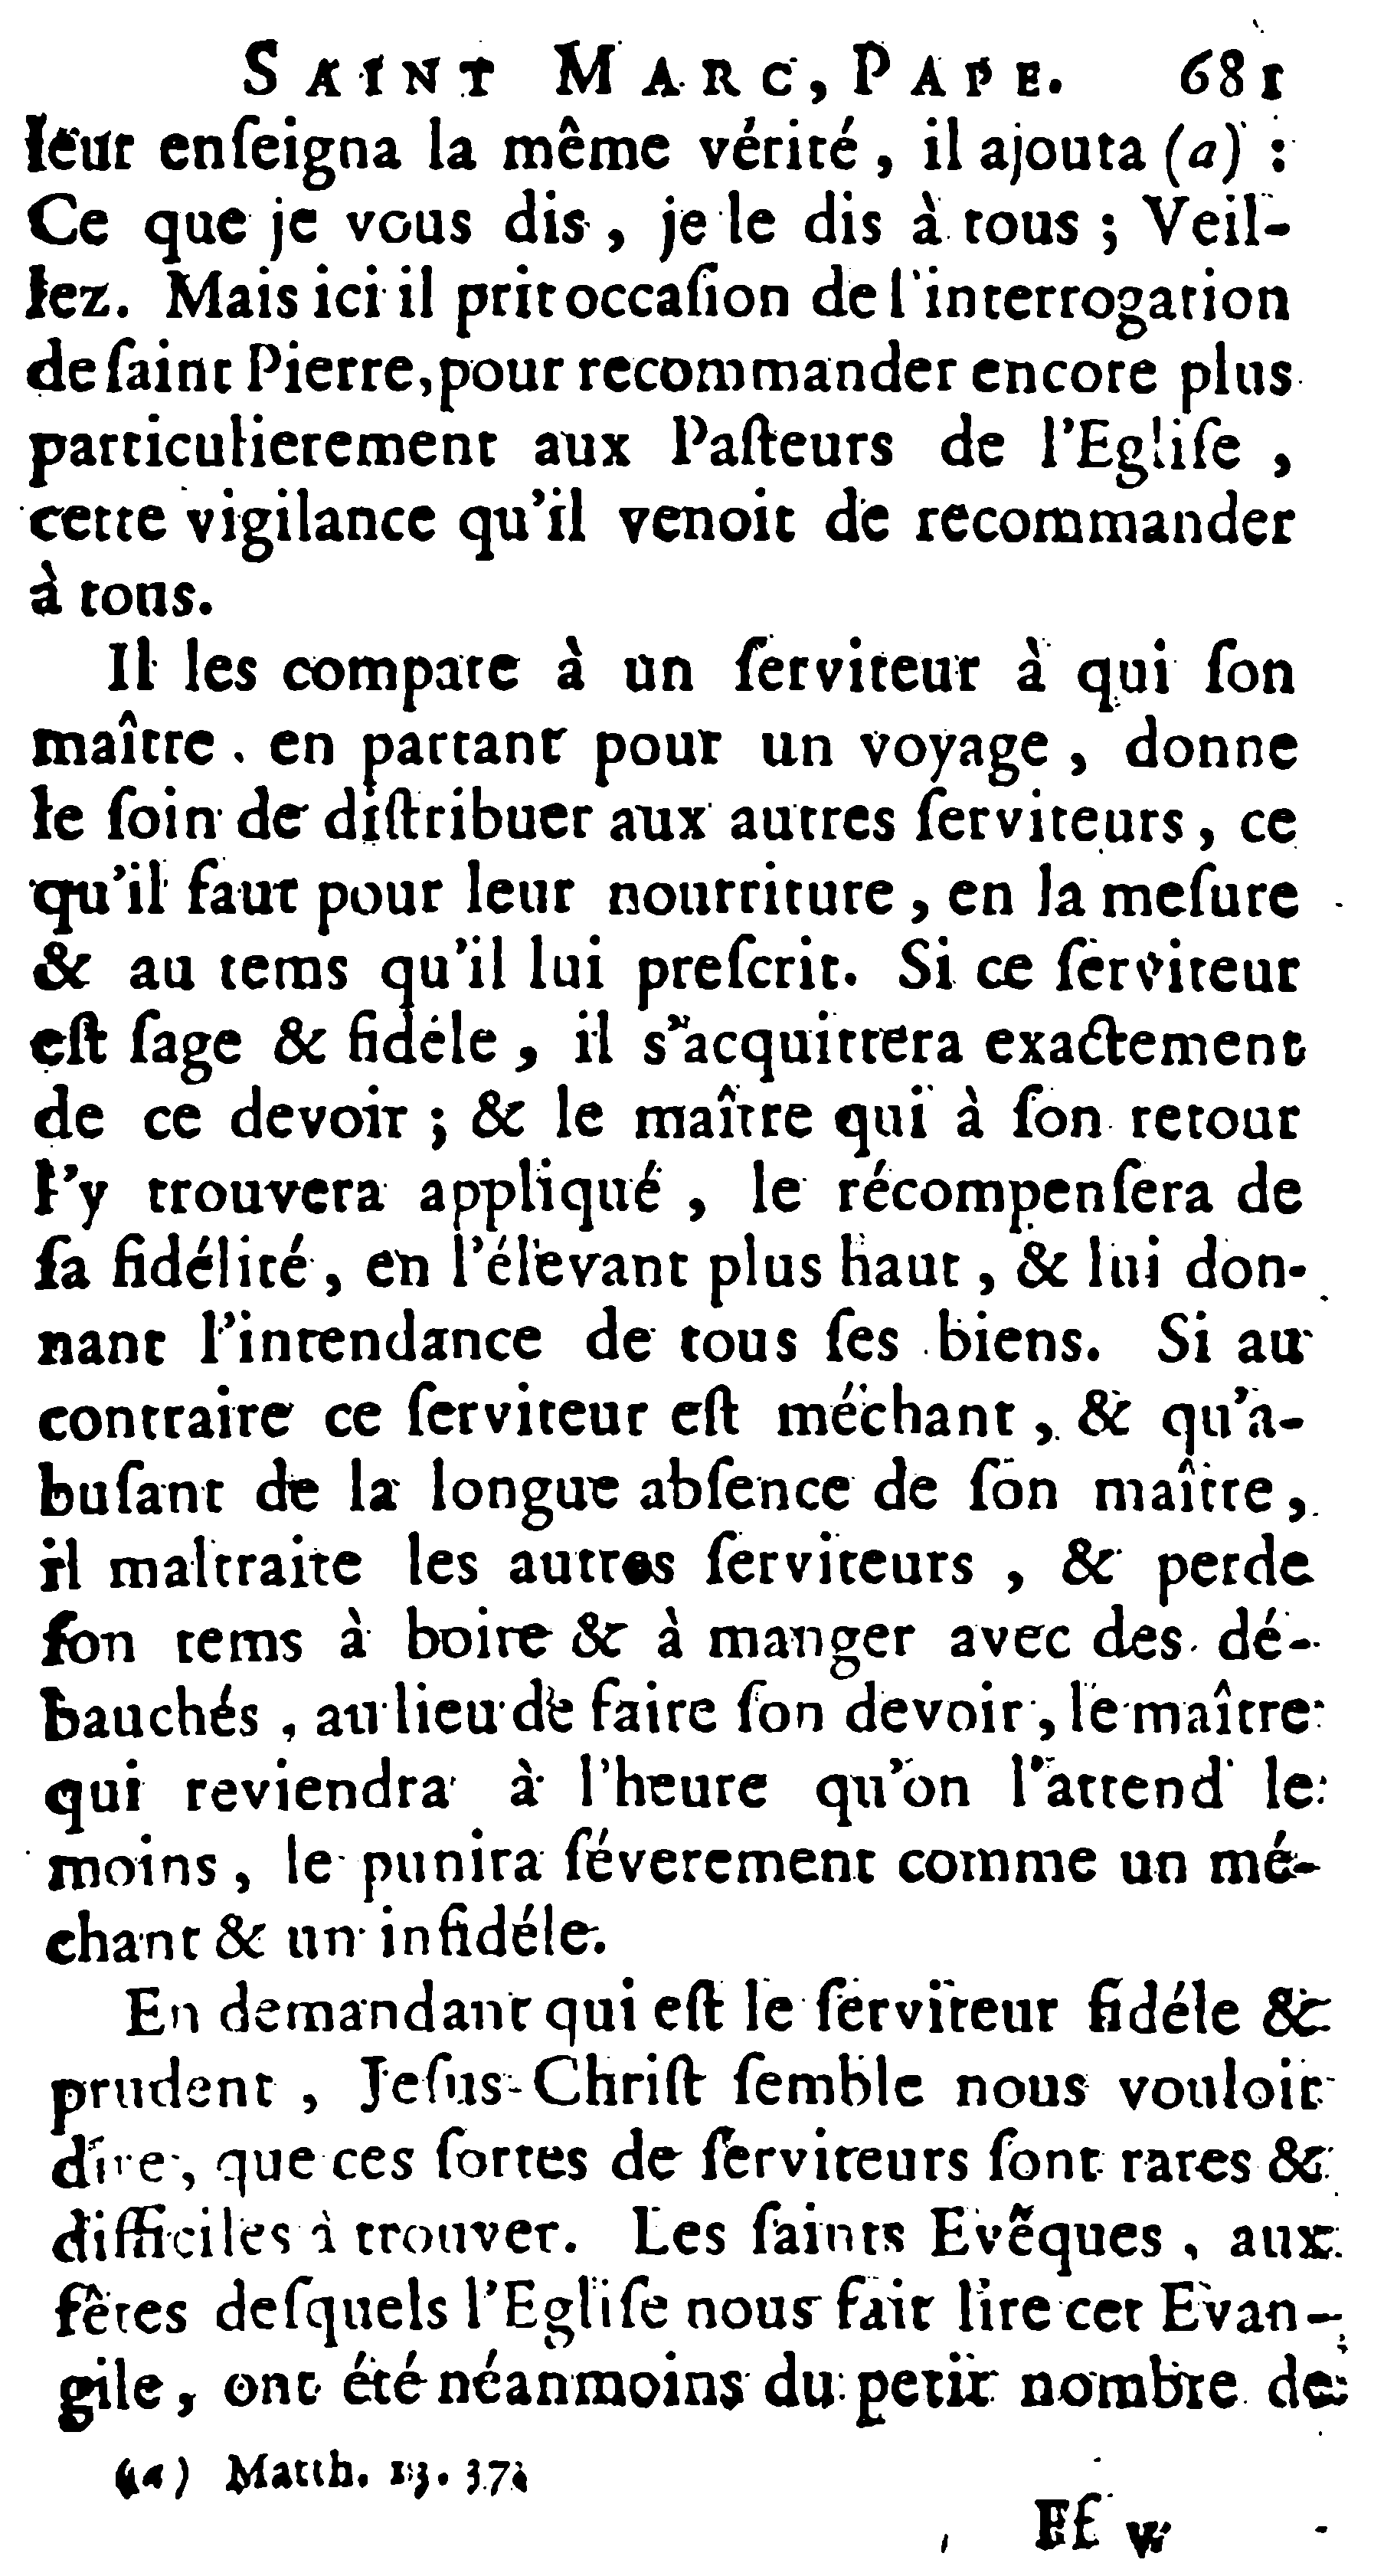 SAINT MARC, PAPE. 681
leur enſeigna la même vérité, il ajouta (a) :
Ce que je vous dis, je le dis à tous ; Veil-
lez. Mais ici il prit occaſion de l'interrogation
de ſaint Pierre, pour recommander encore plus
particulierement aux Paſteurs de l'Egliſe,
cette vigilance qu'il venoit de recommander
à tous.
Il les compare à un ſerviteur à qui ſon
maître, en partant pour un voyage, donne
le ſoin de diſtribuer aux autres ſerviteurs, ce
qu'il faut pour leur nourriture, en la meſure
& au tems qu'il lui preſcrit. Si ce ſerviteur
eſt ſage & fidéle, il s'acquittera exactement
de ce devoir ; & le maître qui à ſon retour
l'y trouvera appliqué, le récompenſera de
ſa fidélité, en l'élevant plus haut, & lui don-
nant l'intendance de tous ſes biens. Si au
contraire ce ſerviteur eſt méchant, & qu'a-
buſant de la longue abſence de ſon maître,
il maltraite les autres ſerviteurs, & perde
ſon tems à boire & à manger avec des dé-
bauchés, au lieu de faire ſon devoir, le maître
qui reviendra à l'heure qu'on l'attend le
moins, le punira ſéverement comme un mé-
chant & un infidéle.
En demandant qui eſt le ſerviteur fidéle &
prudent, Jeſus-Chriſt ſemble nous vouloir
dire, que ces ſortes de ſerviteurs ſont rares &
difficiles à trouver. Les ſaints Evêques, aux
fêtes deſquels l'Egliſe nous fait lire cet Evan-
gile, ont été néanmoins du petit nombre de
(a) Matth. 13. 37.
Ff v